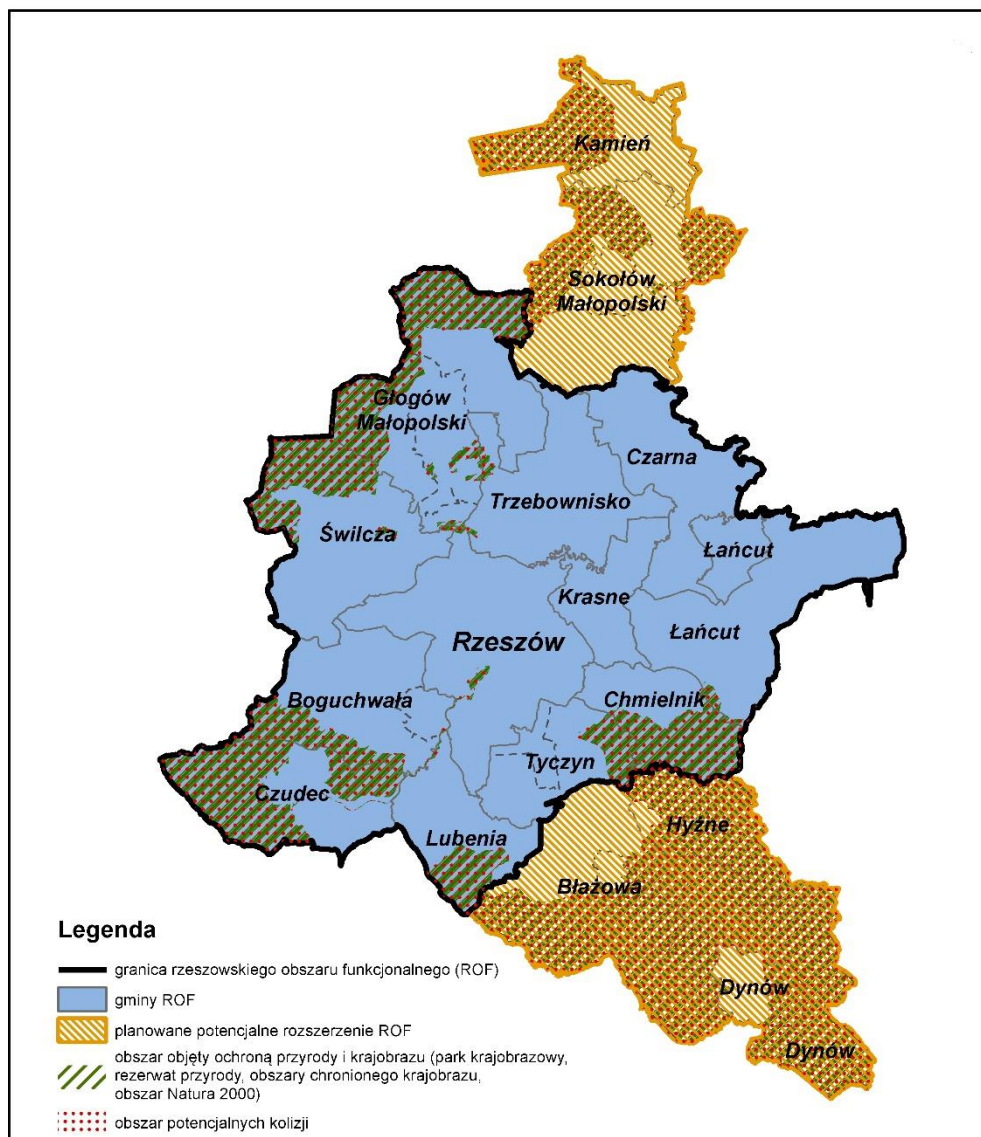 Kamień
Sokołów
Małopolski
Głogów
Małopolski
Czarna
Trzebownisko
Świlcza
Łańcut
Krasne
Łańcut
Rzeszów
Boguchwała
Chmielnik
Tyczyn
Czudec
Lubenia
Hyżne
Błażowa
Dynów
Dynów
Legenda
granica rzeszowskiego obszaru funkcjonalnego (ROF)
gminy ROF
planowane potencjalne rozszerzenie ROF
obszar objęty ochroną przyrody i krajobrazu (park krajobrazowy,
rezerwat przyrody, obszary chronionego krajobrazu,
obszar Natura 2000)
obszar potencjalnych kolizji